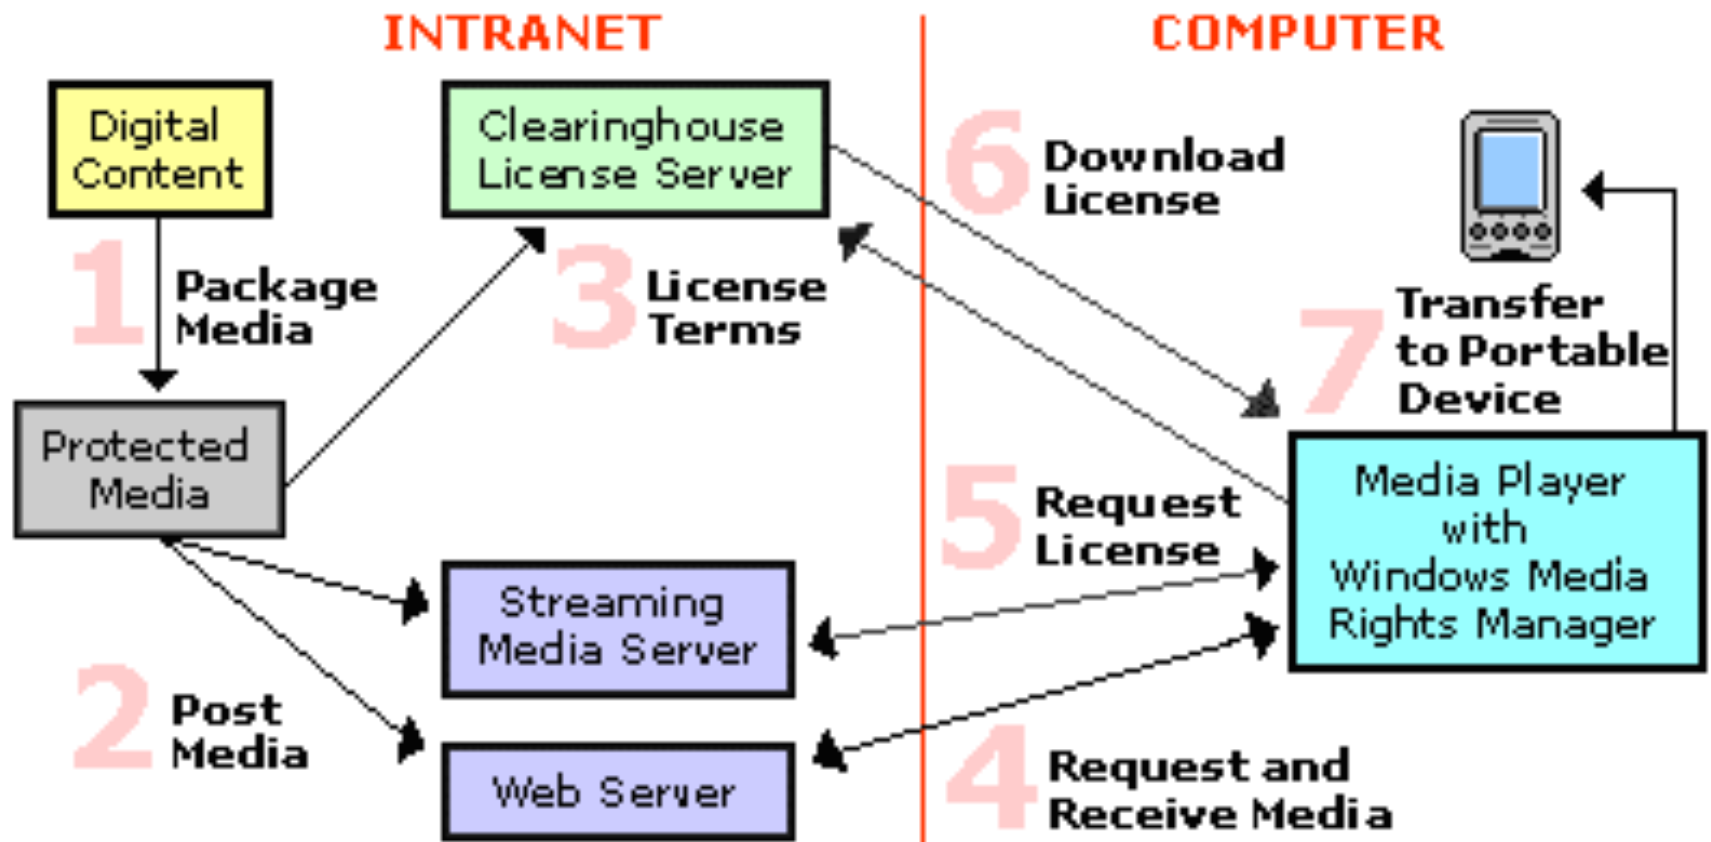 INTRANET
COMPUTER
Digital
Content
Clearinghouse
License Server
6
Download
License
1
Package
Media
3
License
Terms
7
Transfer
to Portable
Device
Protected
Media
5
Request
License
Media Player
with
Windows Media
Rights Manager
Streaming
Media Server
2
Post
Media
Web Server
4
Request and
Receive Media